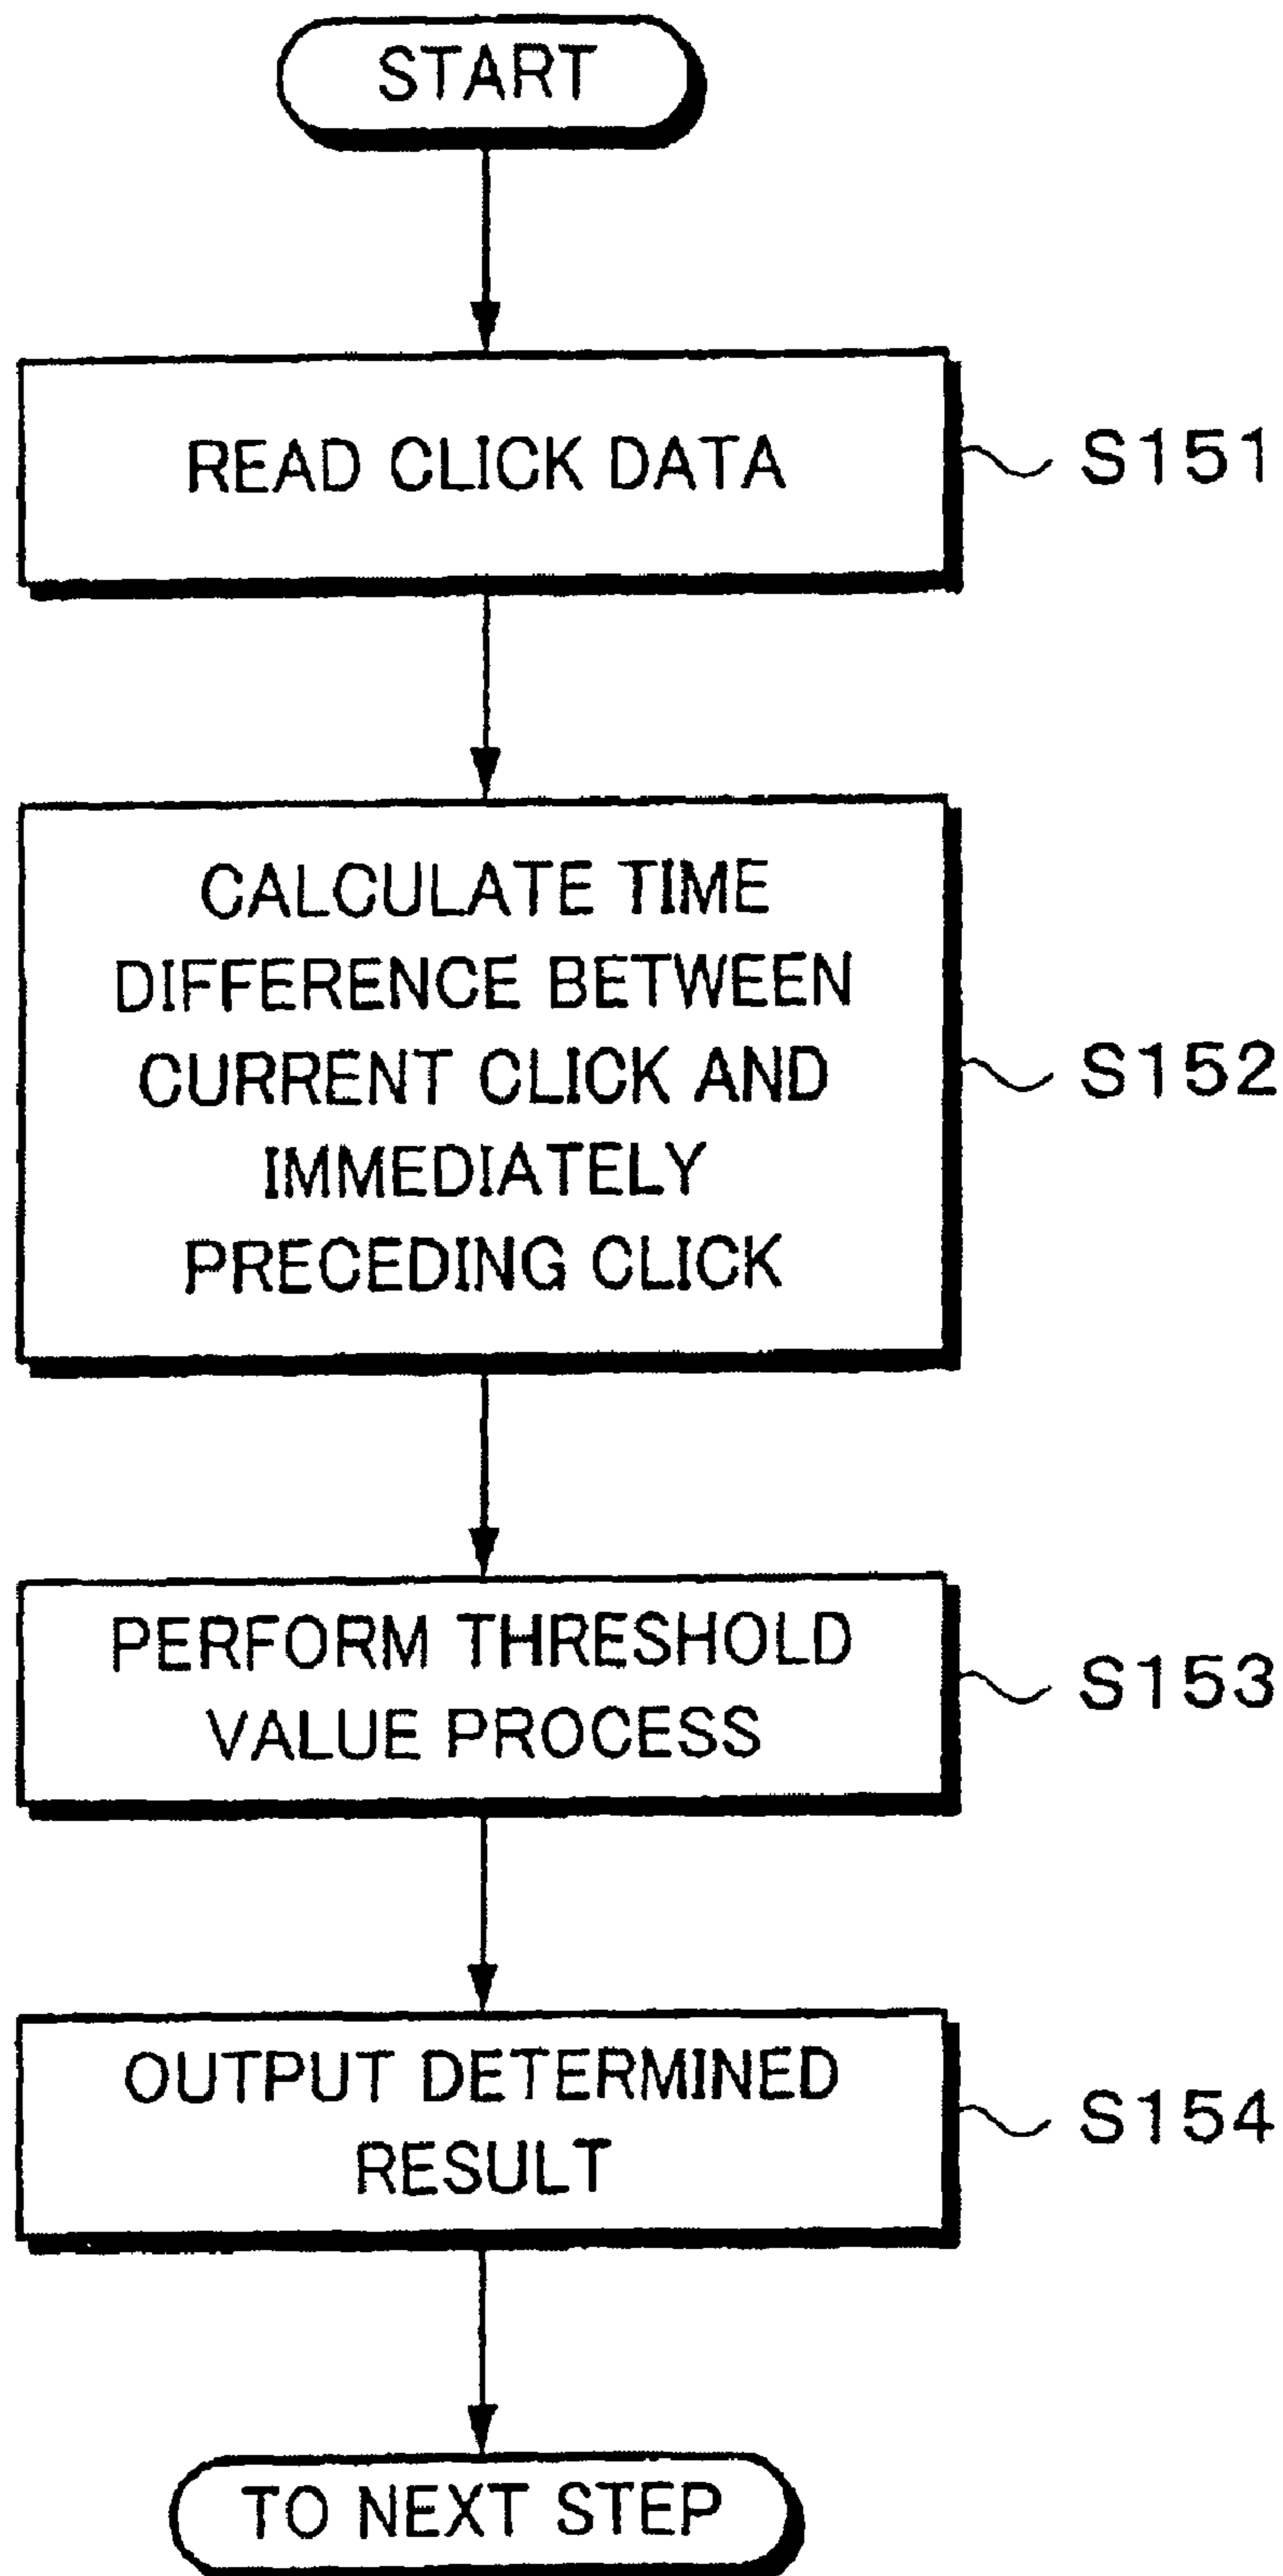 START
READ CLICK DATA
S151
CALCULATE TIME
DIFFERENCE BETWEEN
CURRENT CLICK AND
IMMEDIATELY
PRECEDING CLICK
S152
PERFORM THRESHOLD
VALUE PROCESS
S153
OUTPUT DETERMINED
RESULT
S154
TO NEXT STEP